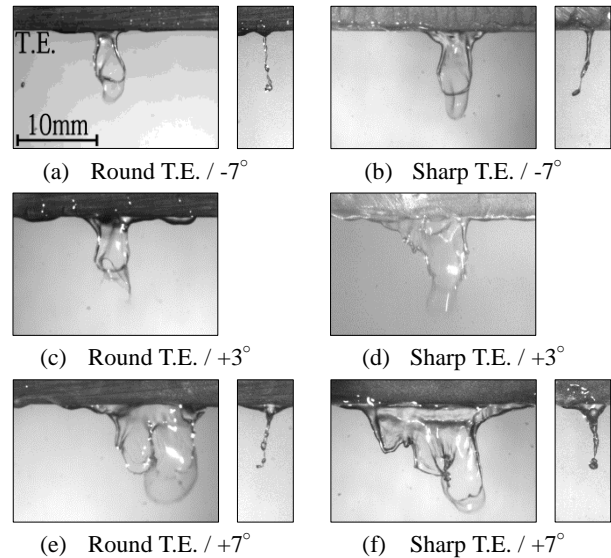 T.E.
10mm
(a) Round T.E. / -7°
(b) Sharp T.E. / -7°
(c) Round T.E. / +3°
(d) Sharp T.E. / +3°
(e) Round T.E. / +7°
(f) Sharp T.E. / +7°